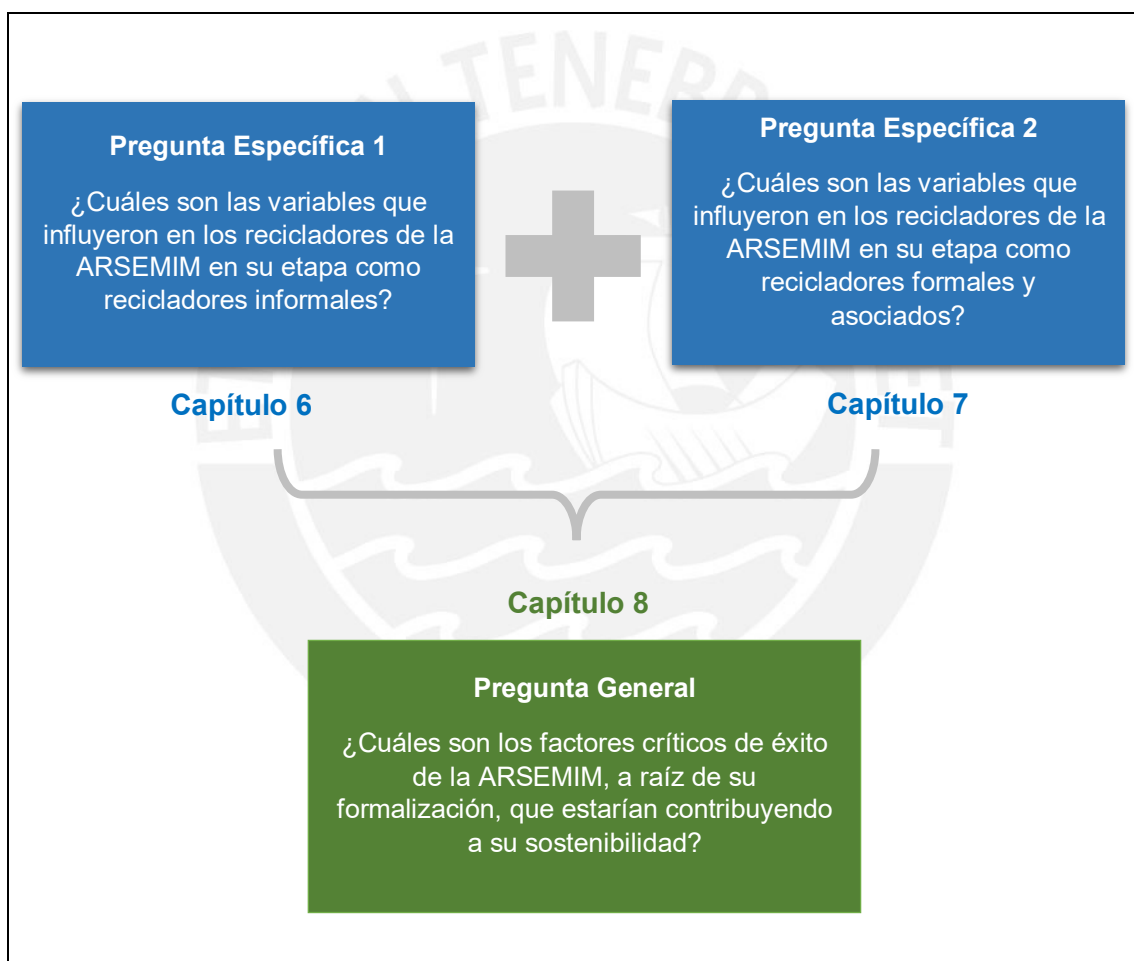 Pregunta Específica 1
¿Cuáles son las variables que
influyeron en los recicladores de la
ARSEMIM en su etapa como
recicladores informales?
Pregunta Específica 2
¿Cuáles son las variables que
influyeron en los recicladores de la
ARSEMIM en su etapa como
recicladores formales y
asociados?
Capítulo 6
Capítulo 7
Capítulo 8
Pregunta General
¿Cuáles son los factores críticos de éxito
de la ARSEMIM, a raíz de su
formalización, que estarían contribuyendo
a su sostenibilidad?